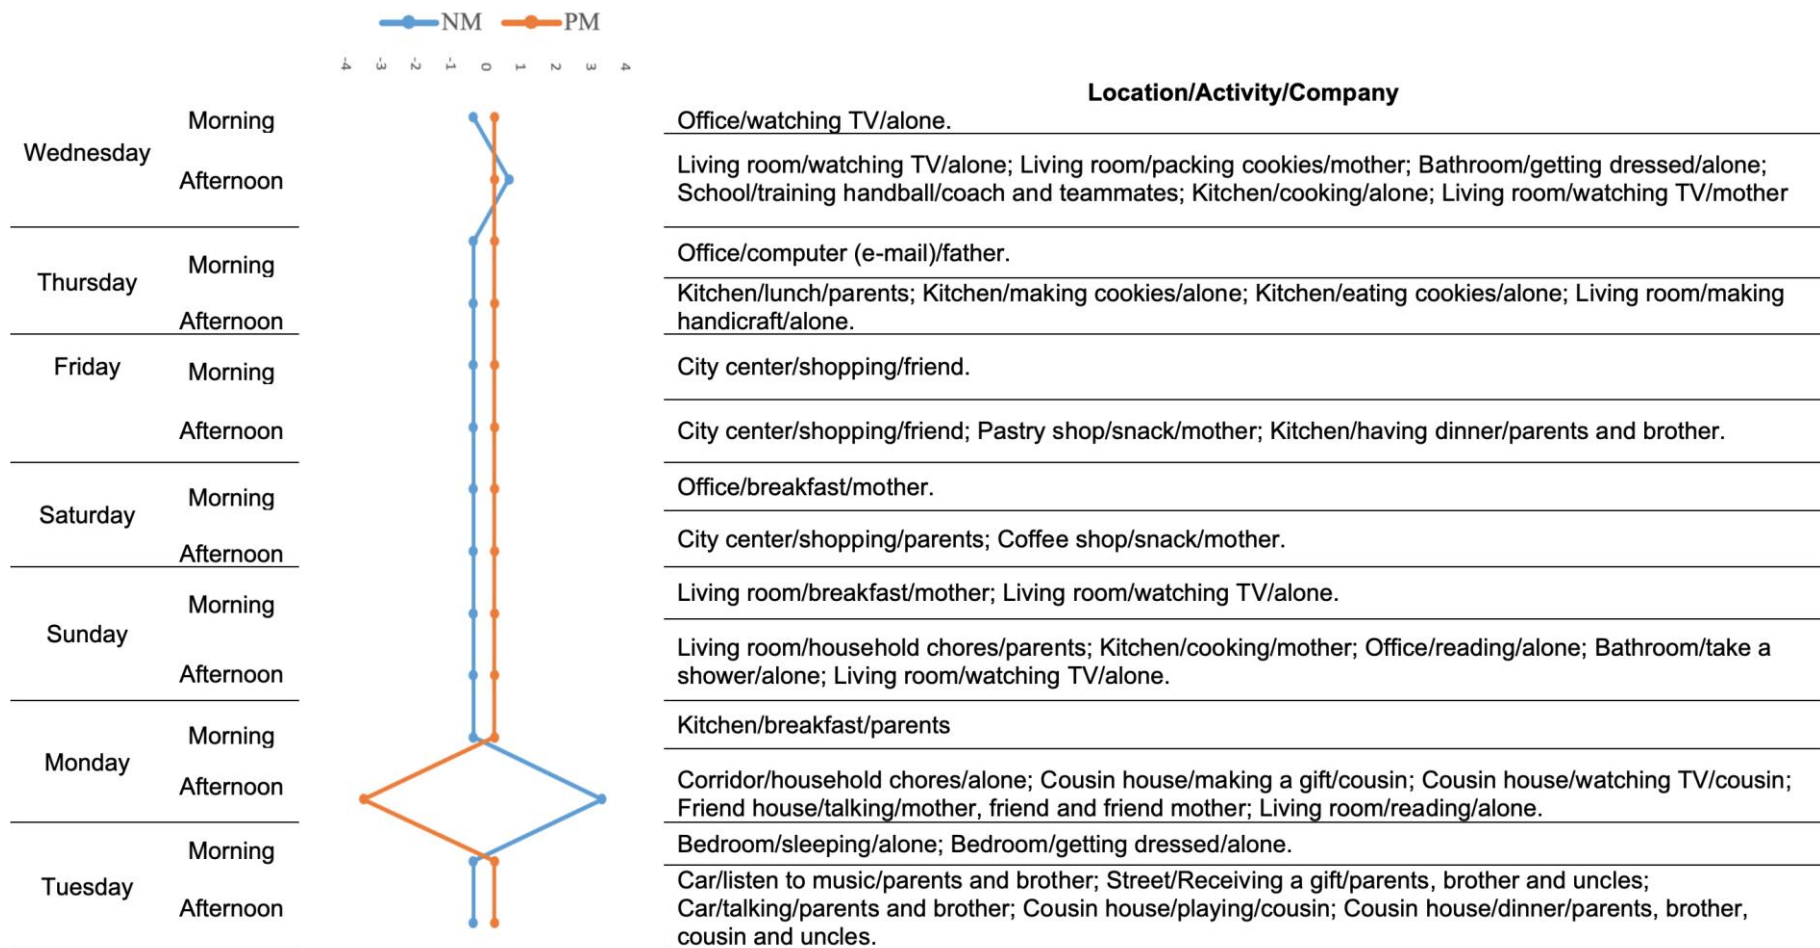 NM PM
-4 -3 -2 -1 0 1 2 3 4
Location/Activity/Company
Wednesday
Morning
Office/watching TV/alone.
Afternoon
Living room/watching TV/alone; Living room/packing cookies/mother; Bathroom/getting dressed/alone;
School/training handball/coach and teammates; Kitchen/cooking/alone; Living room/watching TV/mother
Thursday
Morning
Office/computer (e-mail)/father.
Afternoon
Kitchen/lunch/parents; Kitchen/making cookies/alone; Kitchen/eating cookies/alone; Living room/making
handicraft/alone.
Friday
Morning
City center/shopping/friend.
Afternoon
City center/shopping/friend; Pastry shop/snack/mother; Kitchen/having dinner/parents and brother.
Saturday
Morning
Office/breakfast/mother.
Afternoon
City center/shopping/parents; Coffee shop/snack/mother.
Sunday
Morning
Living room/breakfast/mother; Living room/watching TV/alone.
Afternoon
Living room/household chores/parents; Kitchen/cooking/mother; Office/reading/alone; Bathroom/take a
shower/alone; Living room/watching TV/alone.
Monday
Morning
Kitchen/breakfast/parents
Afternoon
Corridor/household chores/alone; Cousin house/making a gift/cousin; Cousin house/watching TV/cousin;
Friend house/talking/mother, friend and friend mother; Living room/reading/alone.
Tuesday
Morning
Bedroom/sleeping/alone; Bedroom/getting dressed/alone.
Afternoon
Car/listen to music/parents and brother; Street/Receiving a gift/parents, brother and uncles;
Car/talking/parents and brother; Cousin house/playing/cousin; Cousin house/dinner/parents, brother,
cousin and uncles.